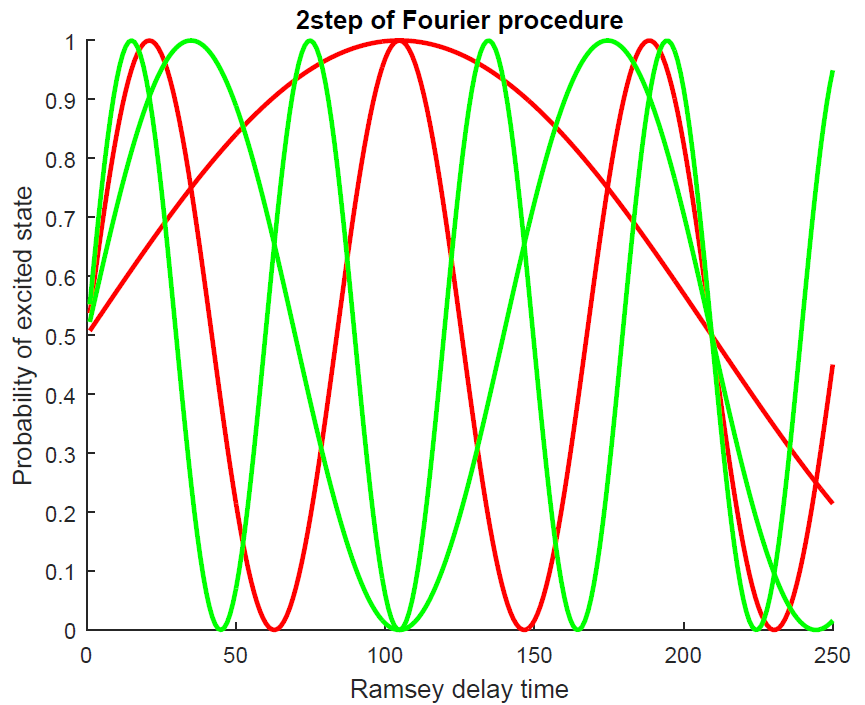 2step of Fourier procedure
Probability of excited state
1
0.9
0.8
0.7
0.6
0.5
0.4
0.3
0.2
0.1
0
0 50 100 150 200 250
Ramsey delay time